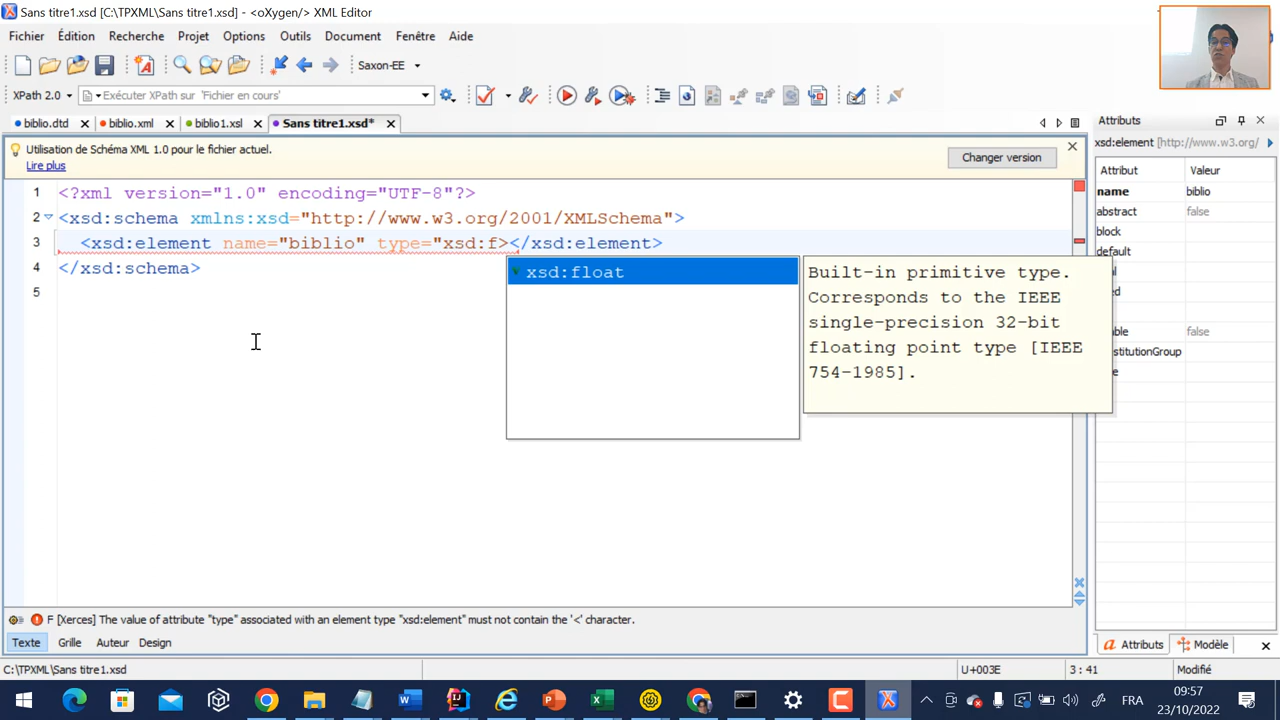 Sans titre1.xsd [C:\TPXML\Sans titre1.xsd] - <oXygen/> XML Editor
Fichier Édition Recherche Projet Options Outils Document Fenêtre Aide
Saxon-EE
XPath 2.0 Exécuter XPath sur 'Fichier en cours'
biblio.dtd biblio.xml biblio1.xsl Sans titre1.xsd*
Utilisation de Schéma XML 1.0 pour le fichier actuel.
Lire plus
Changer version
1 <?xml version="1.0" encoding="UTF-8"?>
2 <xsd:schema xmlns:xsd="http://www.w3.org/2001/XMLSchema">
3 <xsd:element name="biblio" type="xsd:f></xsd:element>
4 </xsd:schema>
5
xsd:float
Built-in primitive type.
Corresponds to the IEEE
single-precision 32-bit
floating point type [IEEE
754-1985].
Attributs
xsd:element [http://www.w3.org/
Attribut Valeur
name biblio
abstract false
block
default
al
ed
able false
stitutionGroup
e
F [Xerces] The value of attribute "type" associated with an element type "xsd:element" must not contain the '<' character.
Texte Grille Auteur Design
Attributs Modèle
C:\TPXML\Sans titre1.xsd
U+003E 3 : 41 Modifié
FRA
09:57
23/10/2022